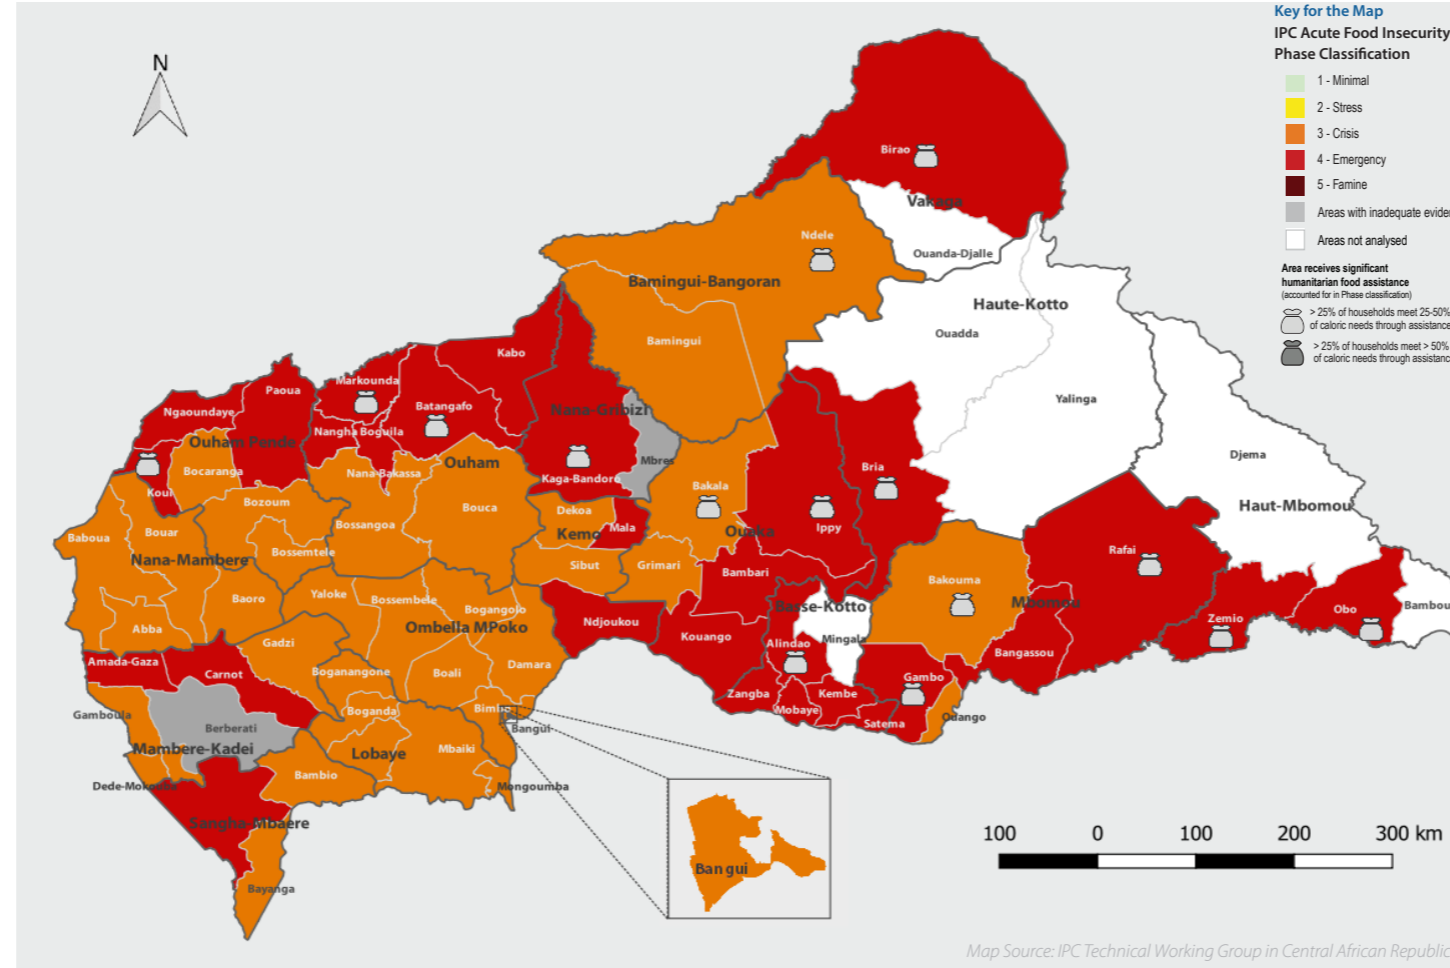 Key for the Map
IPC Acute Food Insecurity
Phase Classification
1 - Minimal
2 - Stress
3 - Crisis
4 - Emergency
5 - Famine
Areas with inadequate
Areas not analysed
Area receives significant
humanitarian food assistance
(accounted for in Phase classification)
> 25% of households meet 25-50%
of caloric needs through assistance
> 25% of households meet > 50%
of caloric needs through
N
Birao
Vakaga
Ndele
Ouanda-Djalle
Bamingui-Bangoran
Haute-Kotto
Ouadda
Bamingui
Kabo
Markounda
Paoua
Yalinga
Batangafo
Nana-Gribizi
Ngaoundaye
Nangha Boguila
Ouham Pende
Djema
Ouham
Mbres
Bria
Bocaranga
Nana-Bakassa
Kaga-Bandoro
Bakala
Koui
Bozoum
Bouca
Dekoa
Haut-Mbomou
Bossangoa
Mala
Ippy
Bouar
Kemo
Ouaka
Baboua
Bossemtele
Rafai
Nana-Mambere
Sibut
Grimari
Bambari
Bakouma
Yaloke
Baoro
Bossembele
Mbomou
Basse-Kotto
Bogangolo
Obo
Bambou
Zemio
Ndjoukou
Abba
Ombella MPoko
Kouango
Mingala
Gadzi
Alindao
Bangassou
Amada-Gaza
Damara
Carnot
Boganangone
Boali
Gambo
Zangba
Kembe
Boganda
Bimbo
Mobaye
Gamboula
Ouango
Satema
Berberati
Bangui
Mambere-Kadei
Lobaye
Mbaiki
Bambio
Mongoumba
Sangha-Mbaere
Bangui
Bayanga
100 0 100 200 300 km
Map Source: IPC Technical Working Group in Central African Republic